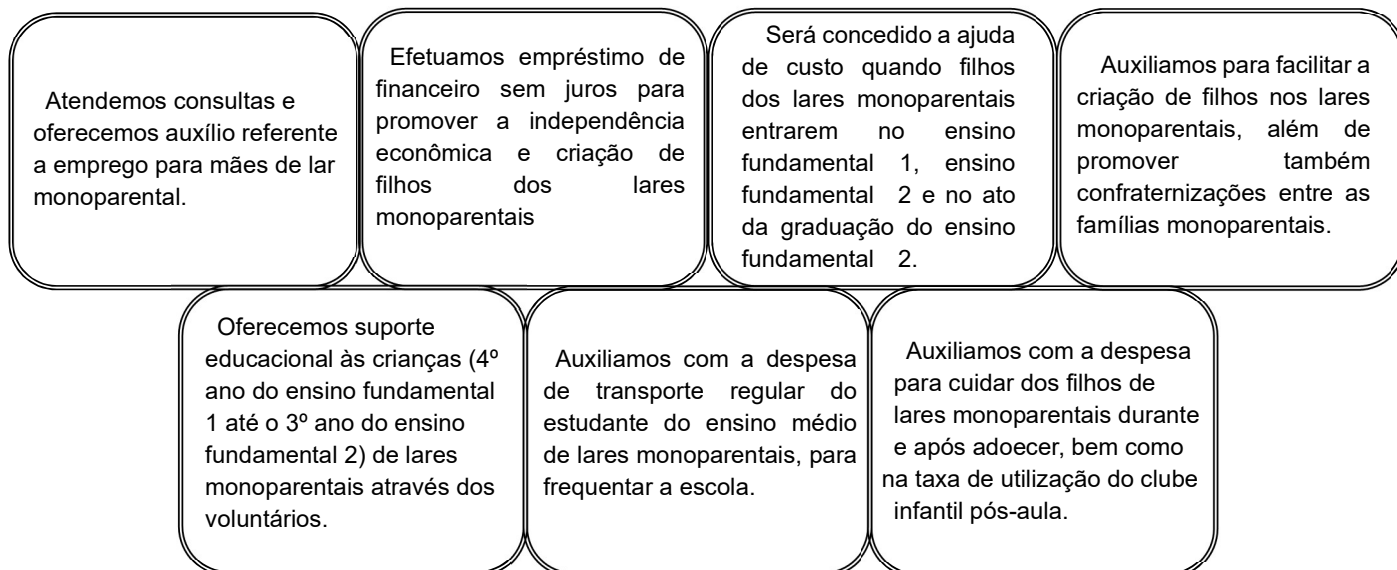 Atendemos consultas e
oferecemos auxílio referente
a emprego para mães de lar
monoparental.
Efetuamos empréstimo de
financeiro sem juros para
promover a independência
econômica e criação de
filhos dos lares
monoparentais
Será concedido a ajuda
de custo quando filhos
dos lares monoparentais
entrarem no ensino
fundamental 1, ensino
fundamental 2 e no ato
da graduação do ensino
fundamental 2.
Auxiliamos para facilitar a
criação de filhos nos lares
monoparentais, além de
promover também
confraternizações entre as
famílias monoparentais.
Oferecemos suporte
educacional às crianças (4º
ano do ensino fundamental
1 até o 3º ano do ensino
fundamental 2) de lares
monoparentais através dos
voluntários.
Auxiliamos com a despesa
de transporte regular do
estudante do ensino médio
de lares monoparentais, para
frequentar a escola.
Auxiliamos com a despesa
para cuidar dos filhos de
lares monoparentais durante
e após adoecer, bem como
na taxa de utilização do clube
infantil pós-aula.